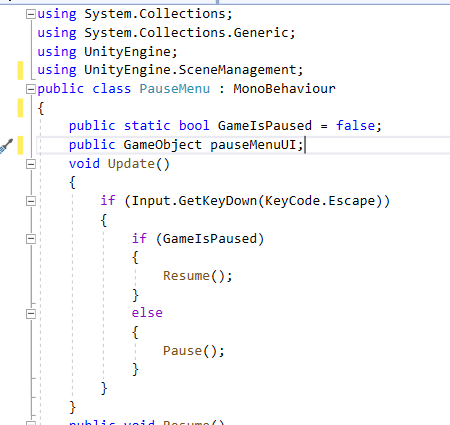 using System.Collections;
using System.Collections.Generic;
using UnityEngine;
using UnityEngine.SceneManagement;
public class PauseMenu : MonoBehaviour
{
    public static bool GameIsPaused = false;
    public GameObject pauseMenuUI;
    void Update()
    {
        if (Input.GetKeyDown(KeyCode.Escape))
        {
            if (GameIsPaused)
            {
                Resume();
            }
            else
            {
                Pause();
            }
        }
    }
    public void Resume()